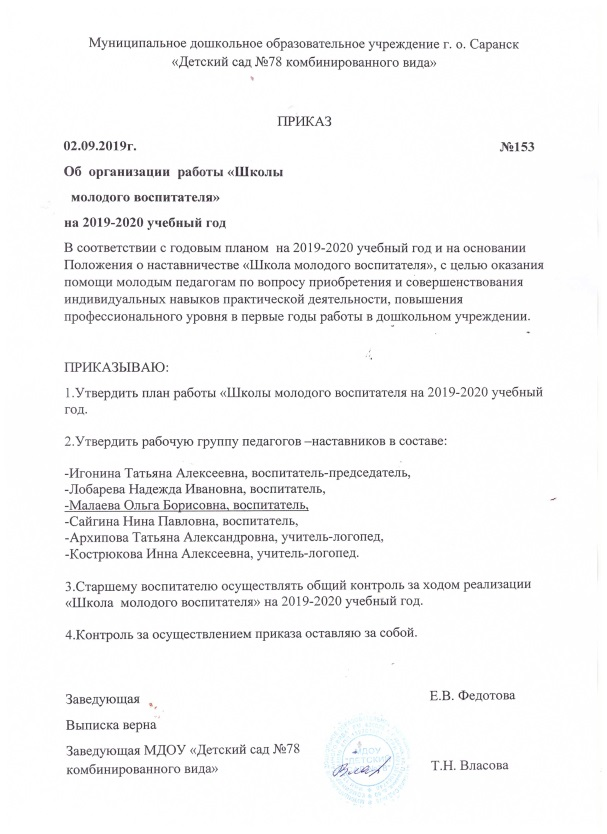 Муниципальное дошкольное образовательное учреждение г. о. Саранск
«Детский сад №78 комбинированного вида»
ПРИКАЗ
02.09.2019г. №153
Об организации работы «Школы
молодого воспитателя»
на 2019-2020 учебный год
В соответствии с годовым планом на 2019-2020 учебный год и на основании
Положения о наставничестве «Школа молодого воспитателя», с целью оказания
помощи молодым педагогам по вопросу приобретения и совершенствования
индивидуальных навыков практической деятельности, повышения
профессионального уровня в первые годы работы в дошкольном учреждении.
ПРИКАЗЫВАЮ:
1.Утвердить план работы «Школы молодого воспитателя на 2019-2020 учебный
год.
2.Утвердить рабочую группу педагогов –наставников в составе:
-Игонина Татьяна Алексеевна, воспитатель-председатель,
-Лобарева Надежда Ивановна, воспитатель,
-Малаева Ольга Борисовна, воспитатель,
-Сайгина Нина Павловна, воспитатель,
-Архипова Татьяна Александровна, учитель-логопед,
-Кострюкова Инна Алексеевна, учитель-логопед.
3.Старшему воспитателю осуществлять общий контроль за ходом реализации
«Школа молодого воспитателя» на 2019-2020 учебный год.
4.Контроль за осуществлением приказа оставляю за собой.
Заведующая Е.В. Федотова
Выписка верна
Заведующая МДОУ «Детский сад №78
комбинированного вида» Т.Н. Власова
МДОУ